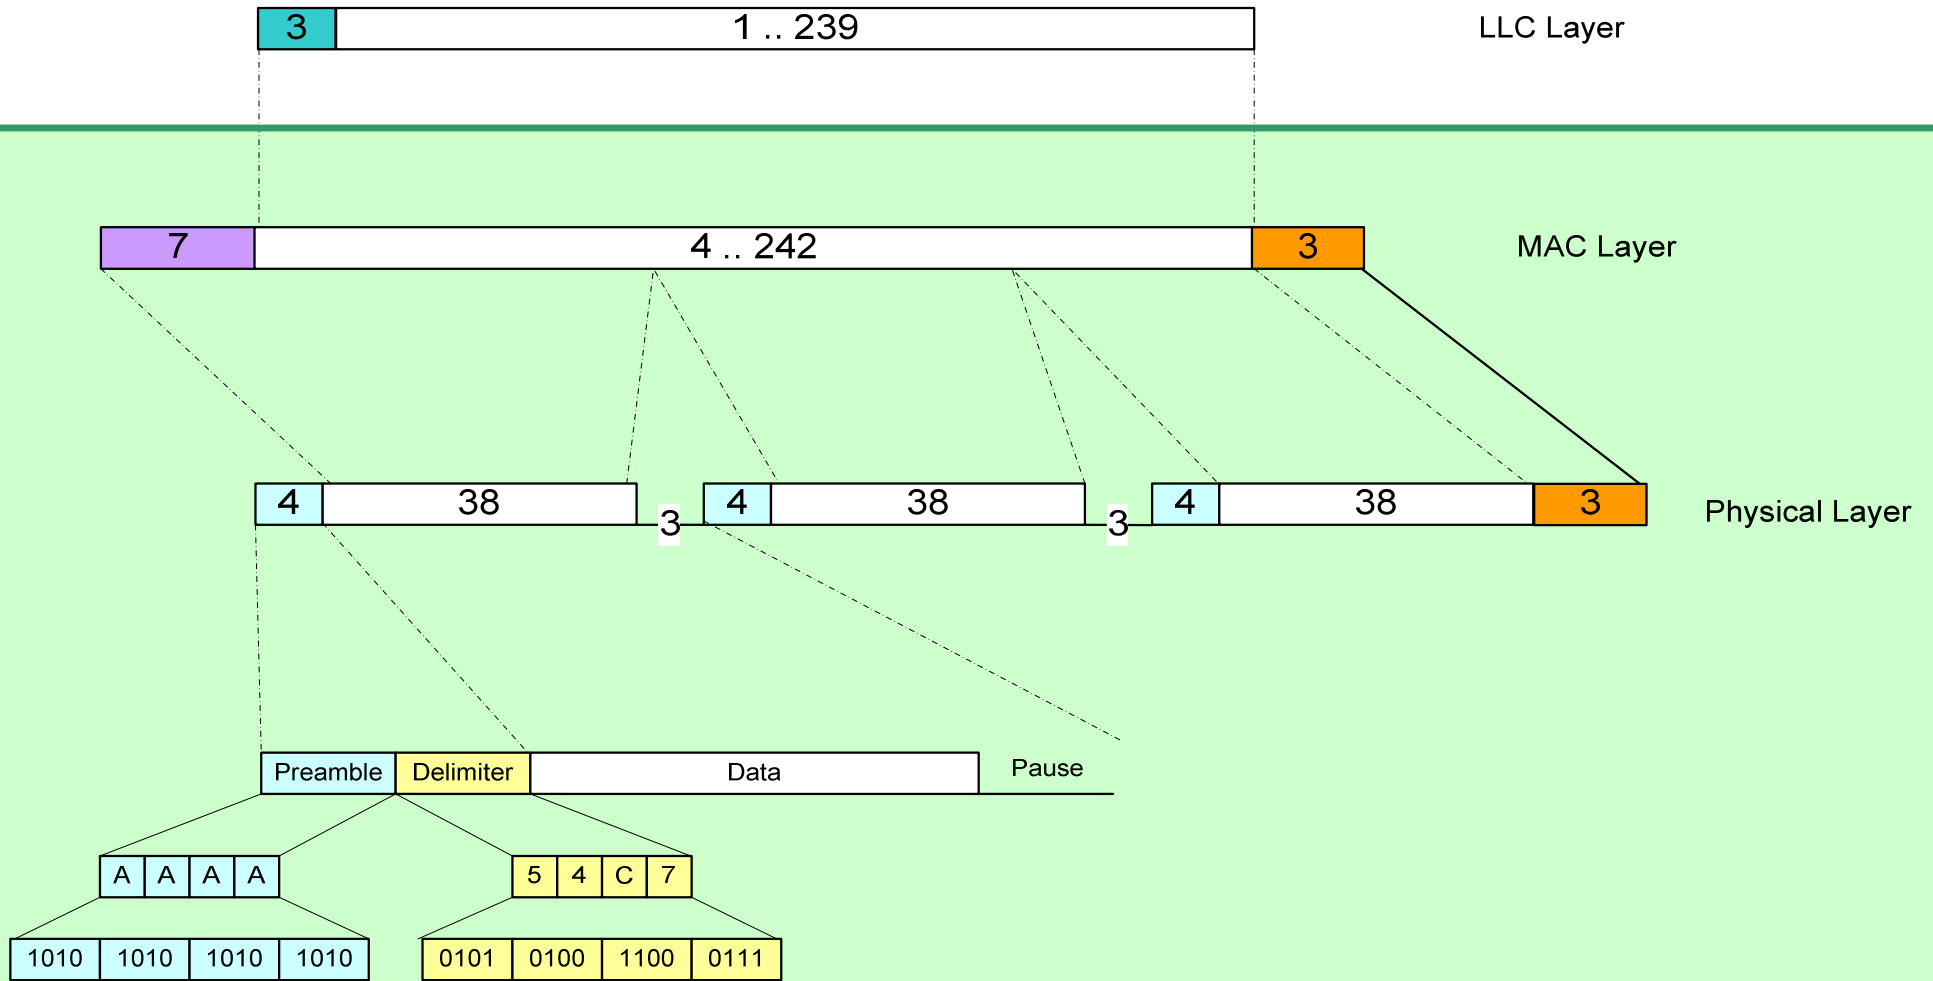 3 1 .. 239 LLC Layer
7 4 .. 242 3 MAC Layer
4 38 3 4 38 3 4 38 3 Physical Layer
Preamble Delimiter Data Pause
A A A A 5 4 C 7
1010 1010 1010 1010 0101 0100 1100 0111